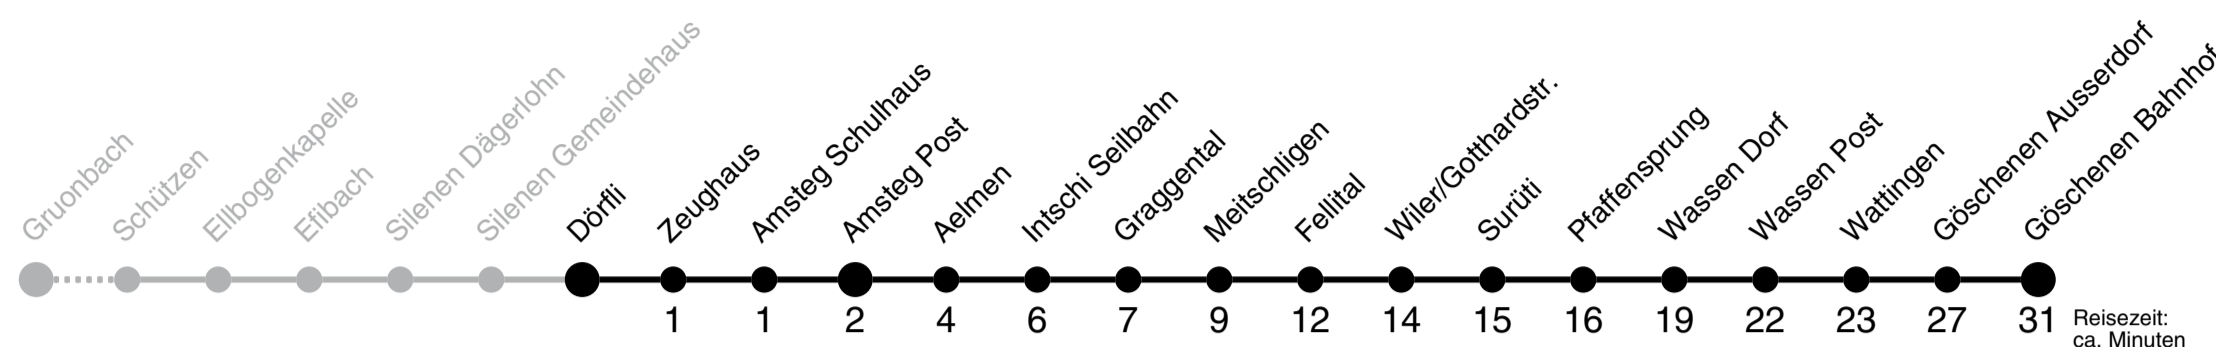 Gruonbach
Schützen
Ellbogenkapelle
Efibach
Silenen Dägerlohn
Silenen Gemeindehaus
Dörfli
Zeughaus
Amsteg Schulhaus
Amsteg Post
Aelmen
Intschi Seilbahn
Graggental
Meitschligen
Fellital
Wiler/Gotthardstr.
Surüti
Pfaffensprung
Wassen Dorf
Wassen Post
Wattingen
Göschenen Ausserdorf
Göschenen Bahnhof
1 1 2 4 6 7 9 12 14 15 16 19 22 23 27 31
Reisezeit:
ca. Minuten